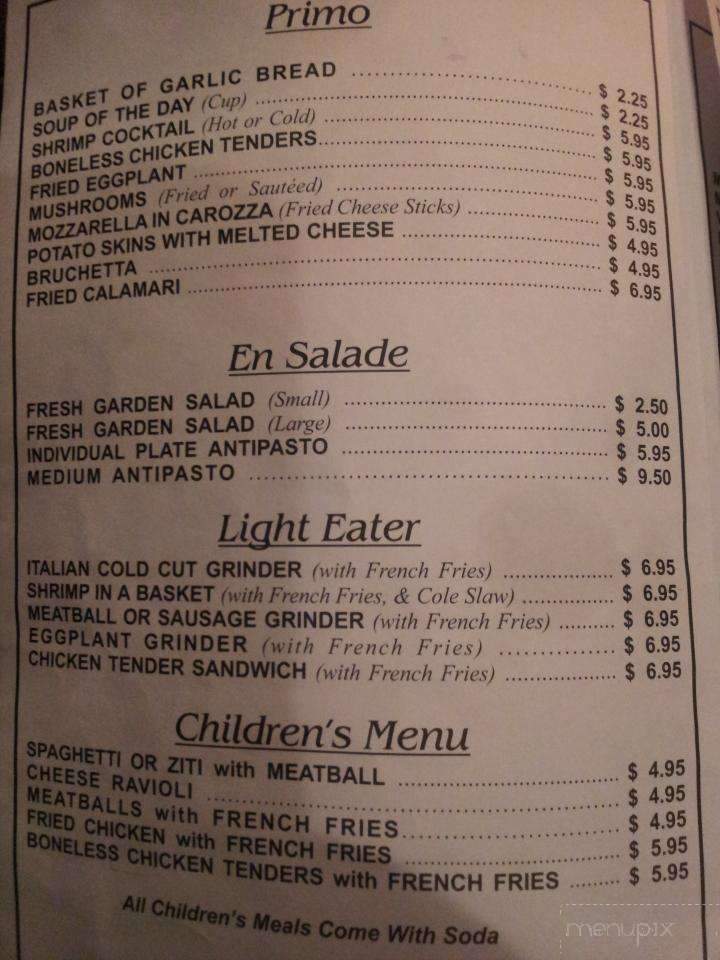 Primo
BASKET OF GARLIC BREAD ........................................ $ 2.25
SOUP OF THE DAY (Cup) ........................................ $ 2.25
SHRIMP COCKTAIL (Hot or Cold) ........................................ $ 5.95
BONELESS CHICKEN TENDERS........................................ $ 5.95
FRIED EGGPLANT ........................................ $ 5.95
MUSHROOMS (Fried or Sautéed) ........................................ $ 5.95
MOZZARELLA IN CAROZZA (Fried Cheese Sticks) ........................ $ 5.95
POTATO SKINS WITH MELTED CHEESE ........................................ $ 4.95
BRUCHETTA ........................................ $ 4.95
FRIED CALAMARI ........................................ $ 6.95
En Salade
FRESH GARDEN SALAD (Small) ........................................ $ 2.50
FRESH GARDEN SALAD (Large) ........................................ $ 5.00
INDIVIDUAL PLATE ANTIPASTO ........................................ $ 5.95
MEDIUM ANTIPASTO ........................................ $ 9.50
Light Eater
ITALIAN COLD CUT GRINDER (with French Fries) .................... $ 6.95
SHRIMP IN A BASKET (with French Fries, & Cole Slaw) ................ $ 6.95
MEATBALL OR SAUSAGE GRINDER (with French Fries) .......... $ 6.95
EGGPLANT GRINDER (with French Fries) ............... $ 6.95
CHICKEN TENDER SANDWICH (with French Fries) .................... $ 6.95
Children's Menu
SPAGHETTI OR ZITI with MEATBALL ........................................ $ 4.95
CHEESE RAVIOLI ........................................ $ 4.95
MEATBALLS with FRENCH FRIES........................................ $ 4.95
FRIED CHICKEN with FRENCH FRIES ........................................ $ 5.95
BONELESS CHICKEN TENDERS with FRENCH FRIES ......... $ 5.95
All Children's Meals Come With Soda
menupix